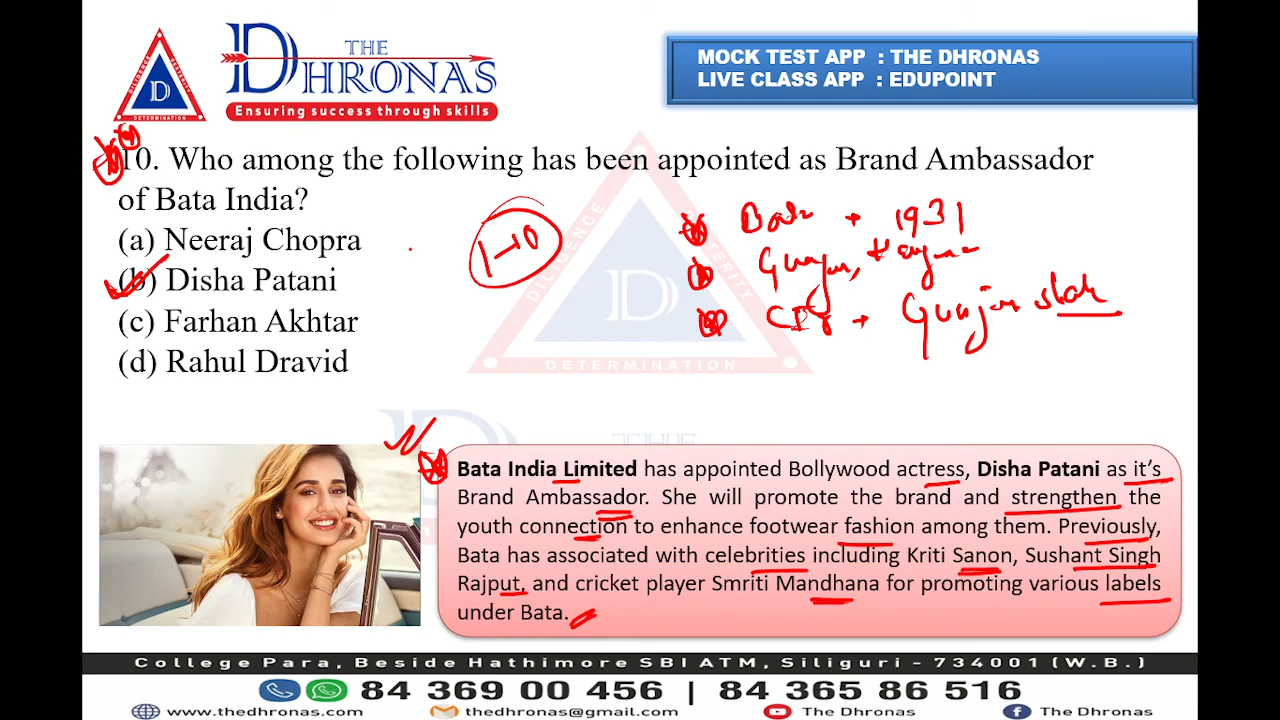 THE
DHRONAS
Ensuring success through skills
DILIGENCE
D
DETERMINATION
MOCK TEST APP : THE DHRONAS
LIVE CLASS APP : EDUPOINT
10. Who among the following has been appointed as Brand Ambassador
of Bata India?
(a) Neeraj Chopra
(b) Disha Patani
(c) Farhan Akhtar
(d) Rahul Dravid
1→10
Bata → 1931
Gunjan
DILIGENCE
DETERMINATION
Bata India Limited has appointed Bollywood actress, Disha Patani as it's
Brand Ambassador. She will promote the brand and strengthen the
youth connection to enhance footwear fashion among them. Previously,
Bata has associated with celebrities including Kriti Sanon, Sushant Singh
Rajput, and cricket player Smriti Mandhana for promoting various labels
under Bata.
College Para, Beside Hathimore SBI ATM, Siliguri - 734001 (W.B.)
84 369 00 456 | 84 365 86 516
www.thedhronas.com thedhronas@gmail.com The Dhronas The Dhronas